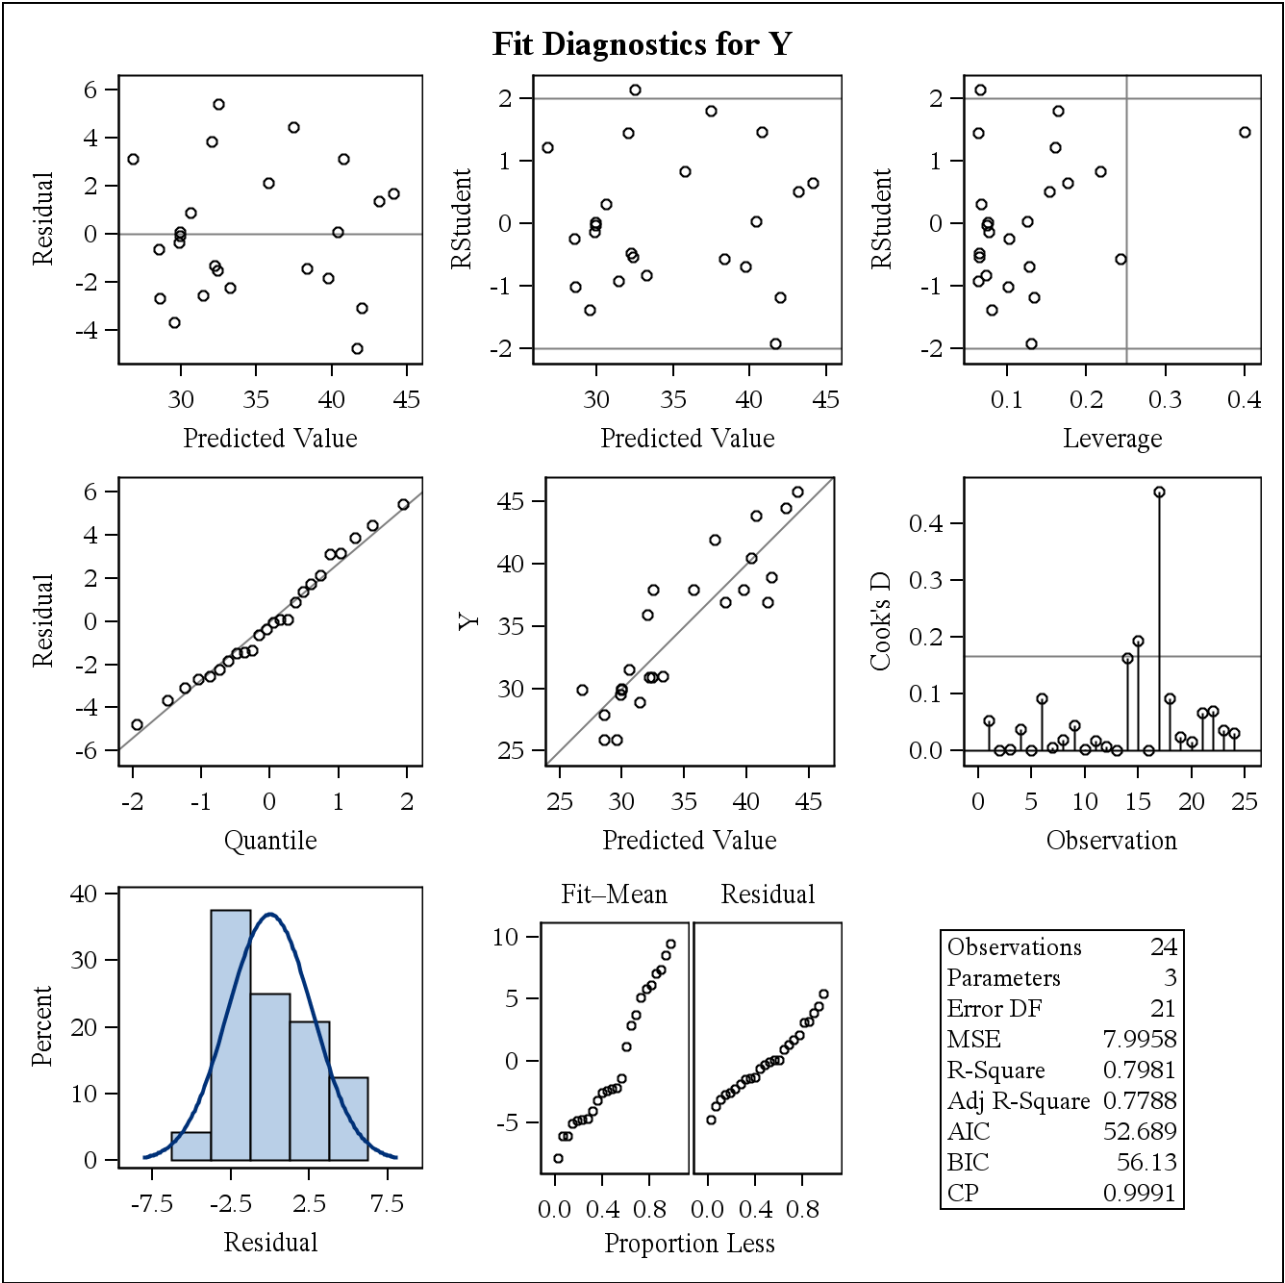 Fit Diagnostics for Y
6
4
2
0
-2
-4
Residual
30 35 40 45
Predicted Value
2
1
0
-1
-2
RStudent
30 35 40 45
Predicted Value
2
1
0
-1
-2
RStudent
0.1 0.2 0.3 0.4
Leverage
6
4
2
0
-2
-4
-6
Residual
-2 -1 0 1 2
Quantile
45
40
35
30
25
Y
25 30 35 40 45
Predicted Value
0.4
0.3
0.2
0.1
0.0
Cook's D
0 5 10 15 20 25
Observation
40
30
20
10
0
Percent
-7.5 -2.5 2.5 7.5
Residual
Fit–Mean Residual
10
5
0
-5
0.0 0.4 0.8 0.0 0.4 0.8
Proportion Less
Observations 24
Parameters 3
Error DF 21
MSE 7.9958
R-Square 0.7981
Adj R-Square 0.7788
AIC 52.689
BIC 56.13
CP 0.9991